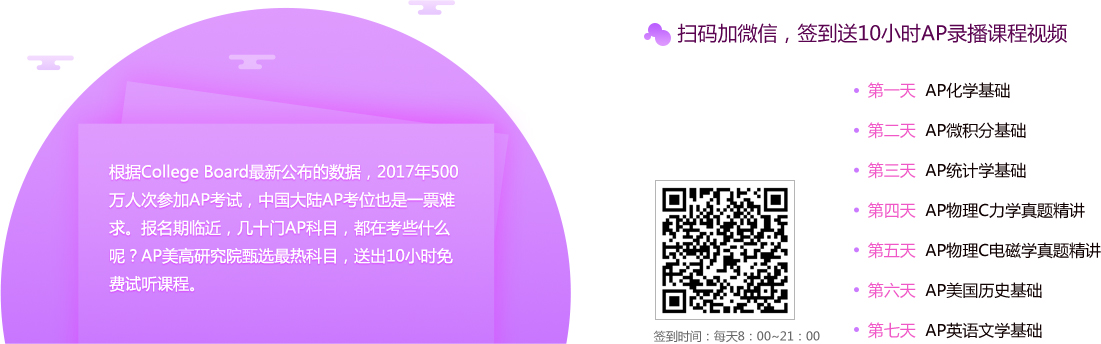 根据College Board最新公布的数据，2017年500
万人次参加AP考试，中国大陆AP考位也是一票难
求。报名期临近，几十门AP科目，都在考些什么
呢？AP美高研究院甄选最热科目，送出10小时免
费试听课程。
扫码加微信，签到送10小时AP录播课程视频
第一天 AP化学基础
第二天 AP微积分基础
第三天 AP统计学基础
第四天 AP物理C力学真题精讲
第五天 AP物理C电磁学真题精讲
第六天 AP美国历史基础
第七天 AP英语文学基础
签到时间：每天8：00~21：00